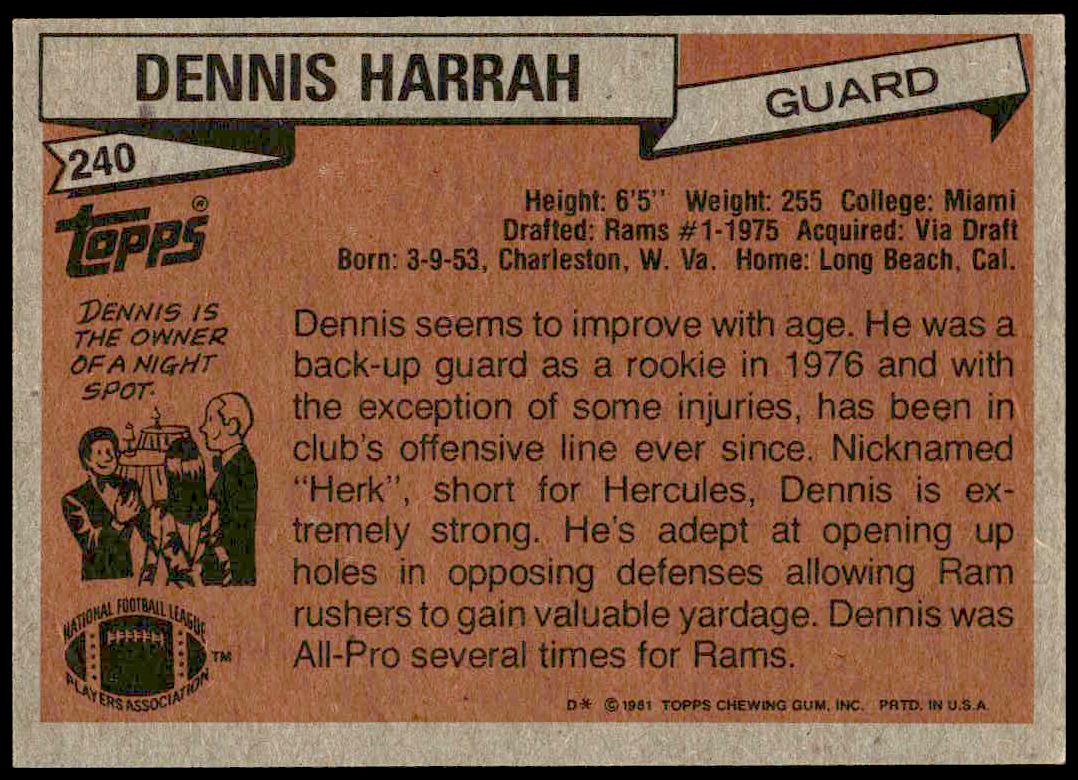 DENNIS HARRAH
GUARD
240
Topps®
Height: 6'5'' Weight: 255 College: Miami
Drafted: Rams #1-1975 Acquired: Via Draft
Born: 3-9-53, Charleston, W. Va. Home: Long Beach, Cal.
DENNIS IS
THE OWNER
OF A NIGHT
SPOT.
Dennis seems to improve with age. He was a
back-up guard as a rookie in 1976 and with
the exception of some injuries, has been in
club's offensive line ever since. Nicknamed
"Herk", short for Hercules, Dennis is ex-
tremely strong. He's adept at opening up
holes in opposing defenses allowing Ram
rushers to gain valuable yardage. Dennis was
All-Pro several times for Rams.
NATIONAL FOOTBALL LEAGUE
PLAYERS ASSOCIATION
TM
D* © 1981 TOPPS CHEWING GUM, INC. PRTD. IN U.S.A.